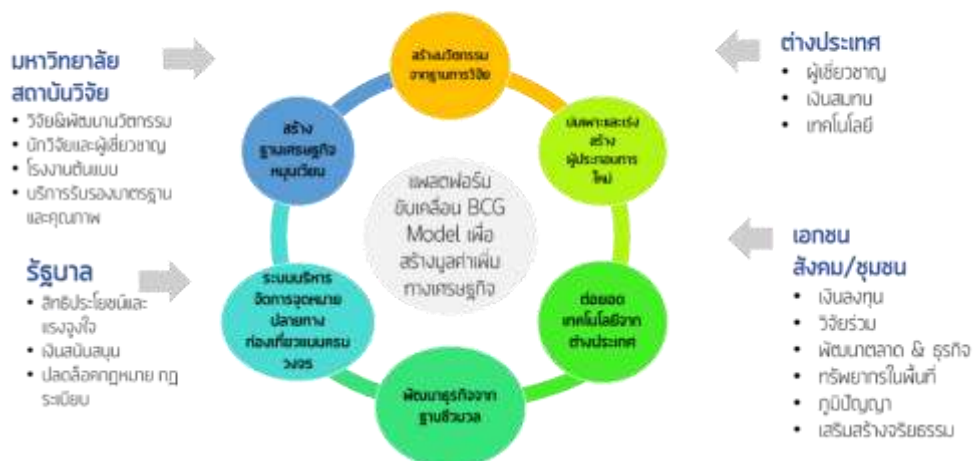 มหาวิทยาลัย
สถาบันวิจัย
• วิจัย&พัฒนานวัตกรรม
• นักวิจัยและผู้เชี่ยวชาญ
• โรงงานต้นแบบ
• บริการรับรองมาตรฐาน
และคุณภาพ
รัฐบาล
• สิทธิประโยชน์และ
แรงจูงใจ
• เงินสนับสนุน
• ปลดล็อคกฎหมาย กฎ
ระเบียบ
สร้างนวัตกรรม
จากฐานการวิจัย
บ่มเพาะและเร่ง
สร้าง
ผู้ประกอบการ
ใหม่
ต่อยอด
เทคโนโลยีจาก
ต่างประเทศ
พัฒนาธุรกิจจาก
ฐานชีวมวล
ระบบบริหาร
จัดการจุดหมาย
ปลายทาง
ท่องเที่ยวแบบครบ
วงจร
สร้าง
ฐานเศรษฐกิจ
หมุนเวียน
แพลตฟอร์ม
ขับเคลื่อน BCG
Model เพื่อ
สร้างมูลค่าเพิ่ม
ทางเศรษฐกิจ
ต่างประเทศ
• ผู้เชี่ยวชาญ
• เงินสมทบ
• เทคโนโลยี
เอกชน
สังคม/ชุมชน
• เงินลงทุน
• วิจัยร่วม
• พัฒนาตลาด & ธุรกิจ
• ทรัพยากรในพื้นที่
• ภูมิปัญญา
• เสริมสร้างจริยธรรม